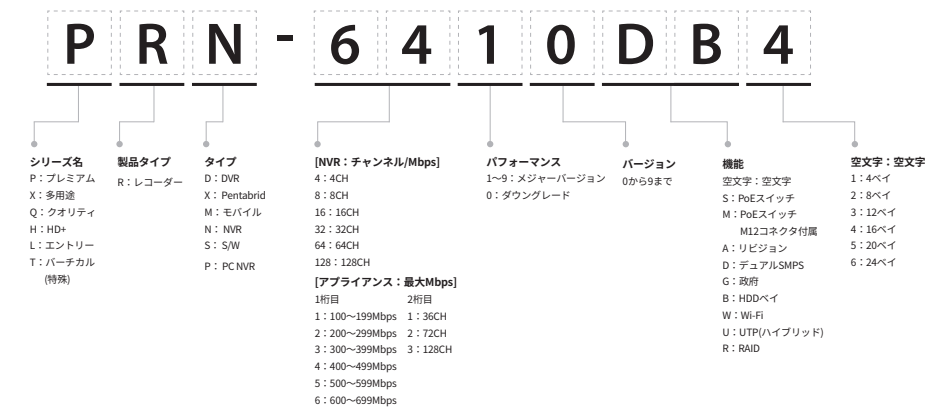 PRN-6410DB4
シリーズ名
P：プレミアム
X：多用途
Q：クオリティ
H：HD+
L：エントリー
T：バーチカル
(特殊)
製品タイプ
R：レコーダー
タイプ
D：DVR
X：Pentabrid
M：モバイル
N：NVR
S：S/W
P：PC NVR
[NVR：チャンネル/Mbps]
4：4CH
8：8CH
16：16CH
32：32CH
64：64CH
128：128CH
[アプライアンス：最大Mbps]
1桁目 2桁目
1：100～199Mbps 1：36CH
2：200～299Mbps 2：72CH
3：300～399Mbps 3：128CH
4：400～499Mbps
5：500～599Mbps
6：600～699Mbps
パフォーマンス
1～9：メジャーバージョン
0：ダウングレード
バージョン
0から9まで
機能
空文字：空文字
S：PoEスイッチ
M：PoEスイッチ
M12コネクタ付属
A：リビジョン
D：デュアルSMPS
G：政府
B：HDDベイ
W：Wi-Fi
U：UTP(ハイブリッド)
R：RAID
空文字：空文字
1：4ベイ
2：8ベイ
3：12ベイ
4：16ベイ
5：20ベイ
6：24ベイ